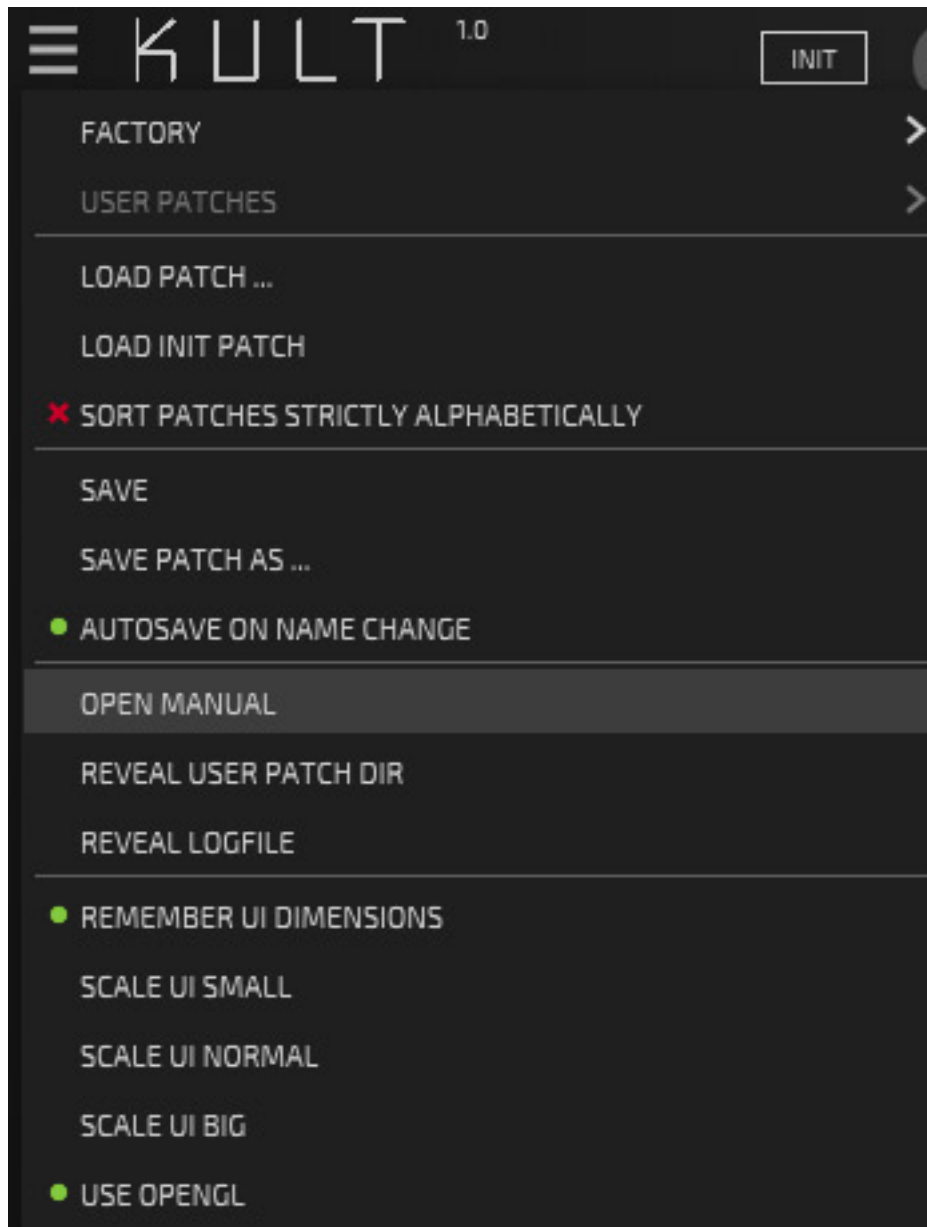 KULT 1.0
INIT
FACTORY
USER PATCHES
LOAD PATCH ...
LOAD INIT PATCH
SORT PATCHES STRICTLY ALPHABETICALLY
SAVE
SAVE PATCH AS ...
AUTOSAVE ON NAME CHANGE
OPEN MANUAL
REVEAL USER PATCH DIR
REVEAL LOGFILE
REMEMBER UI DIMENSIONS
SCALE UI SMALL
SCALE UI NORMAL
SCALE UI BIG
USE OPENGL